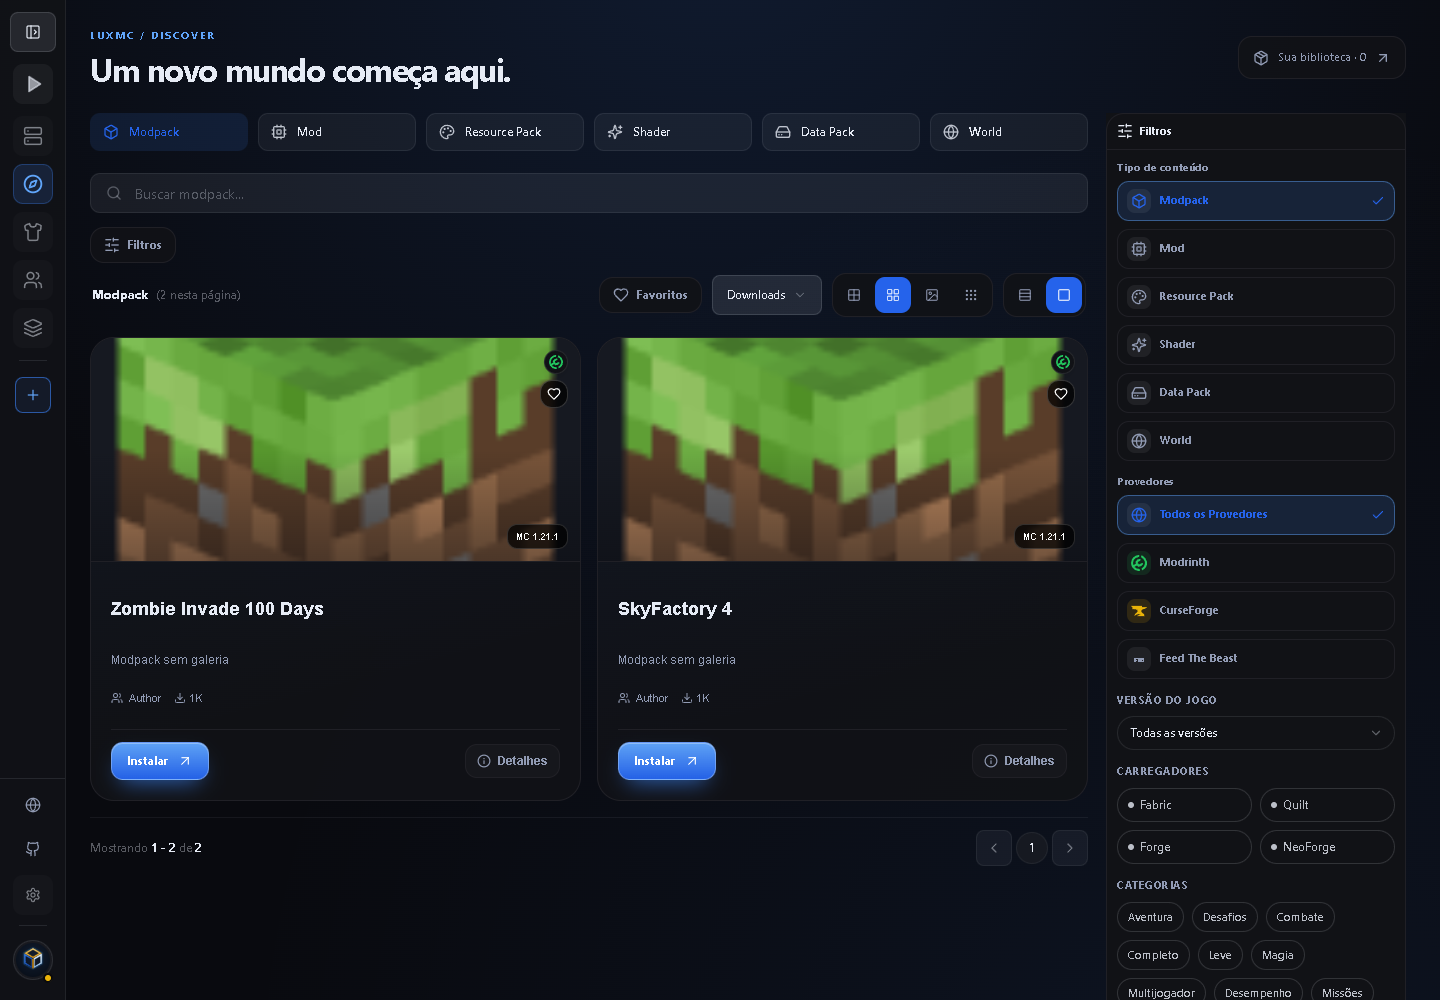 LUXMC / DISCOVER
Um novo mundo começa aqui.
Sua biblioteca · 0
Modpack
Mod
Resource Pack
Shader
Data Pack
World
Buscar modpack...
Filtros
Modpack (2 nesta página)
Favoritos
Downloads
MC 1.21.1
MC 1.21.1
Zombie Invade 100 Days
Modpack sem galeria
Author 1K
Instalar
Detalhes
SkyFactory 4
Modpack sem galeria
Author 1K
Instalar
Detalhes
Mostrando 1 - 2 de 2
1
Filtros
Tipo de conteúdo
Modpack
Mod
Resource Pack
Shader
Data Pack
World
Provedores
Todos os Provedores
Modrinth
CurseForge
FTB Feed The Beast
VERSÃO DO JOGO
Todas as versões
CARREGADORES
Fabric
Quilt
Forge
NeoForge
CATEGORIAS
Aventura
Desafios
Combate
Completo
Leve
Magia
Multijogador
Desempenho
Missões